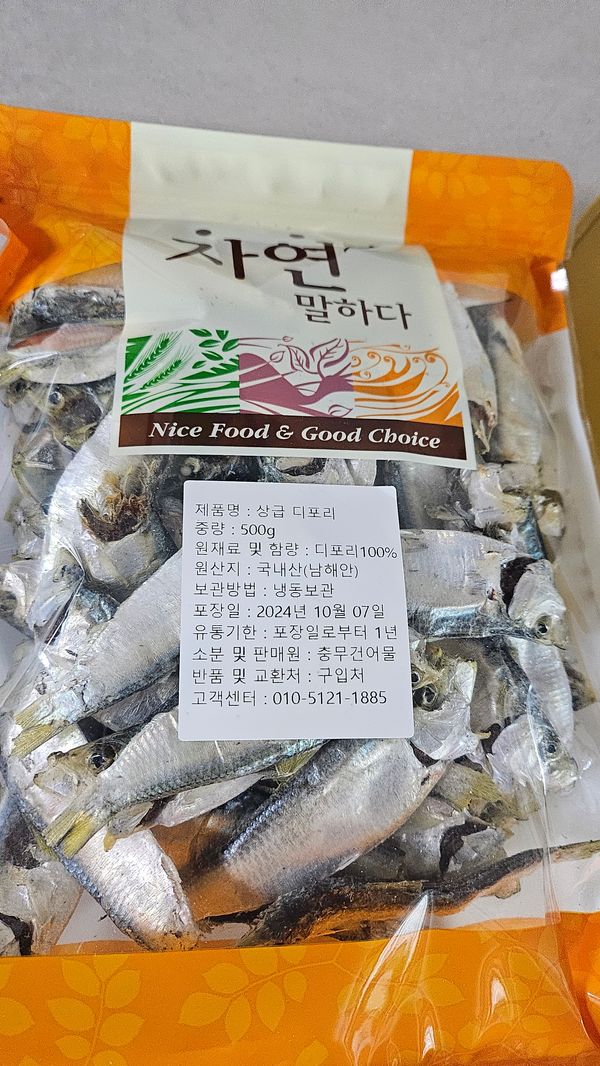 자연
말하다
Nice Food & Good Choice
제품명 : 상급 디포리
중량 : 500g
원재료 및 함량 : 디포리100%
원산지 : 국내산(남해안)
보관방법 : 냉동보관
포장일 : 2024년 10월 07일
유통기한 : 포장일로부터 1년
소분 및 판매원 : 충무건어물
반품 및 교환처 : 구입처
고객센터 : 010-5121-1885